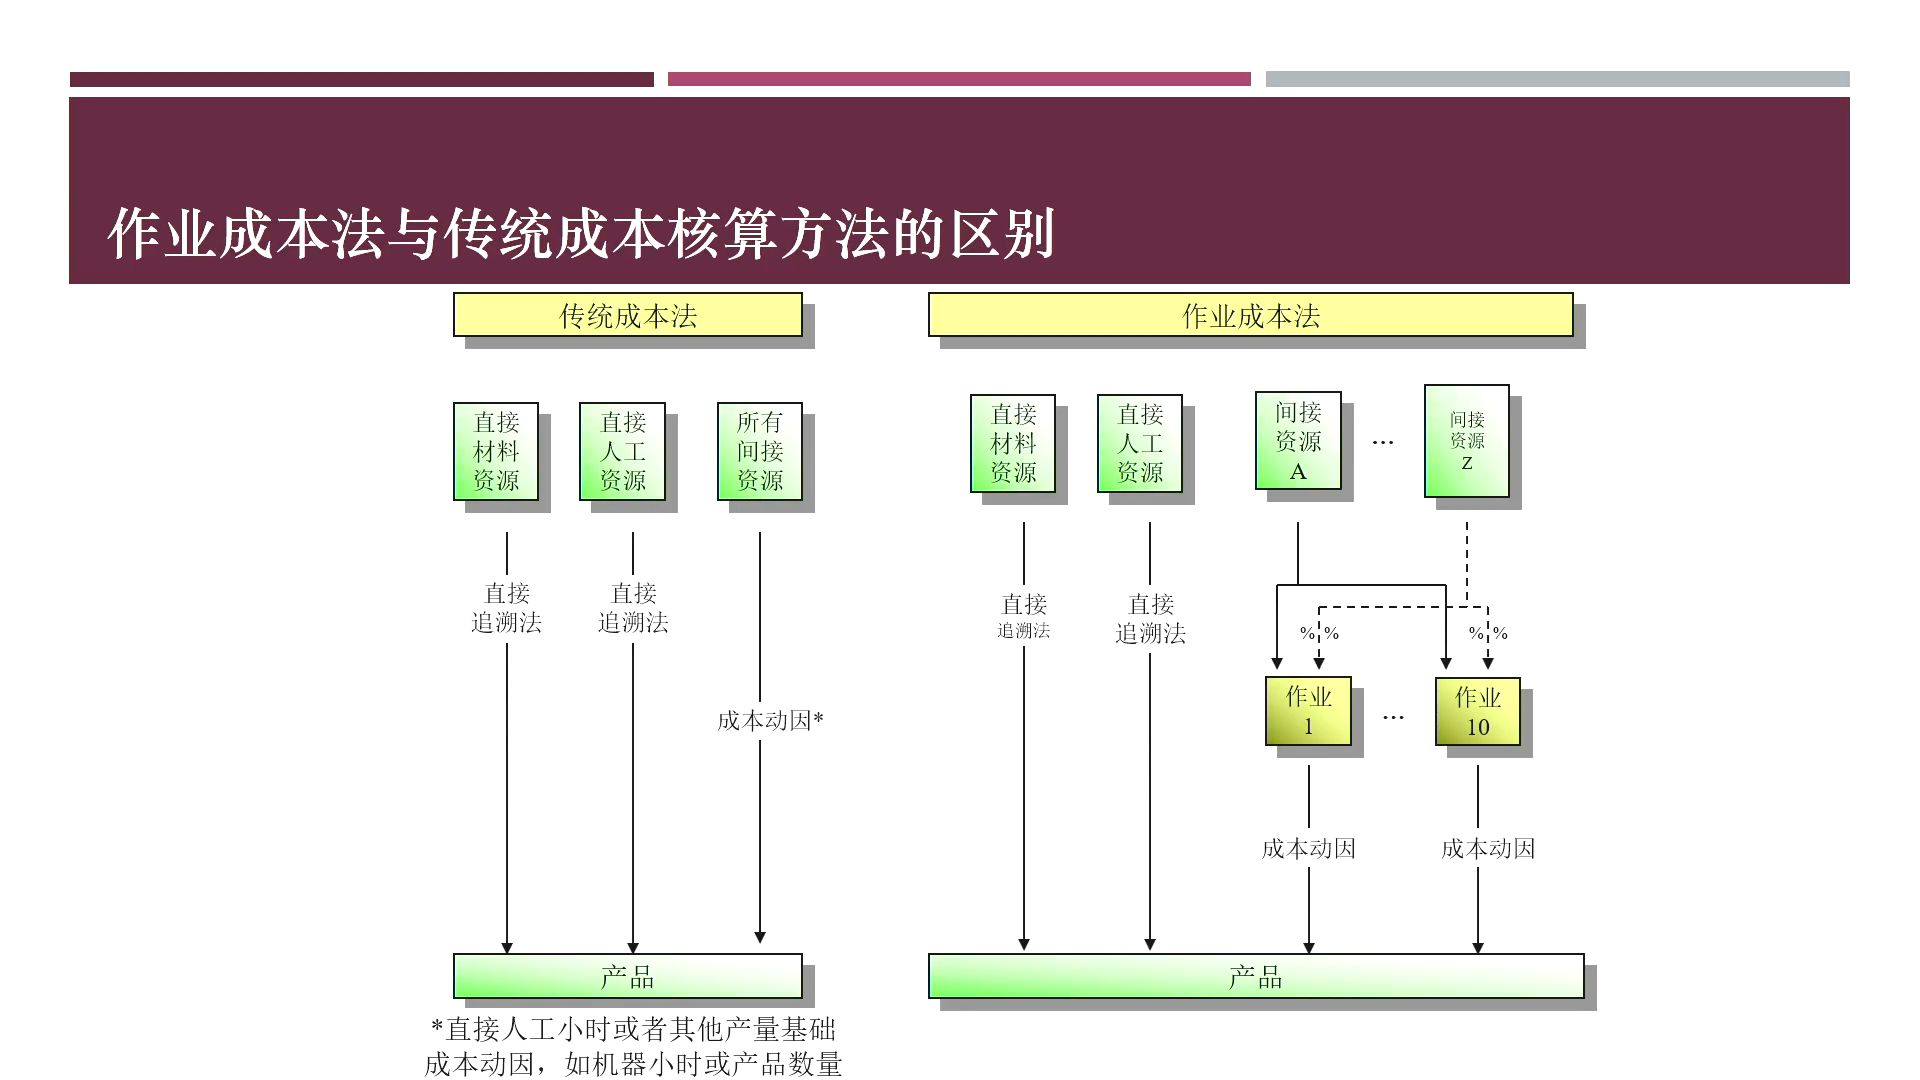 作业成本法与传统成本核算方法的区别
传统成本法
直接
材料
资源
直接
人工
资源
所有
间接
资源
直接
追溯法
直接
追溯法
成本动因*
产品
*直接人工小时或者其他产量基础
成本动因，如机器小时或产品数量
作业成本法
直接
材料
资源
直接
人工
资源
间接
资源
A
...
间接
资源
Z
直接
追溯法
直接
追溯法
% %
% %
作业
1
...
作业
10
成本动因
成本动因
产品